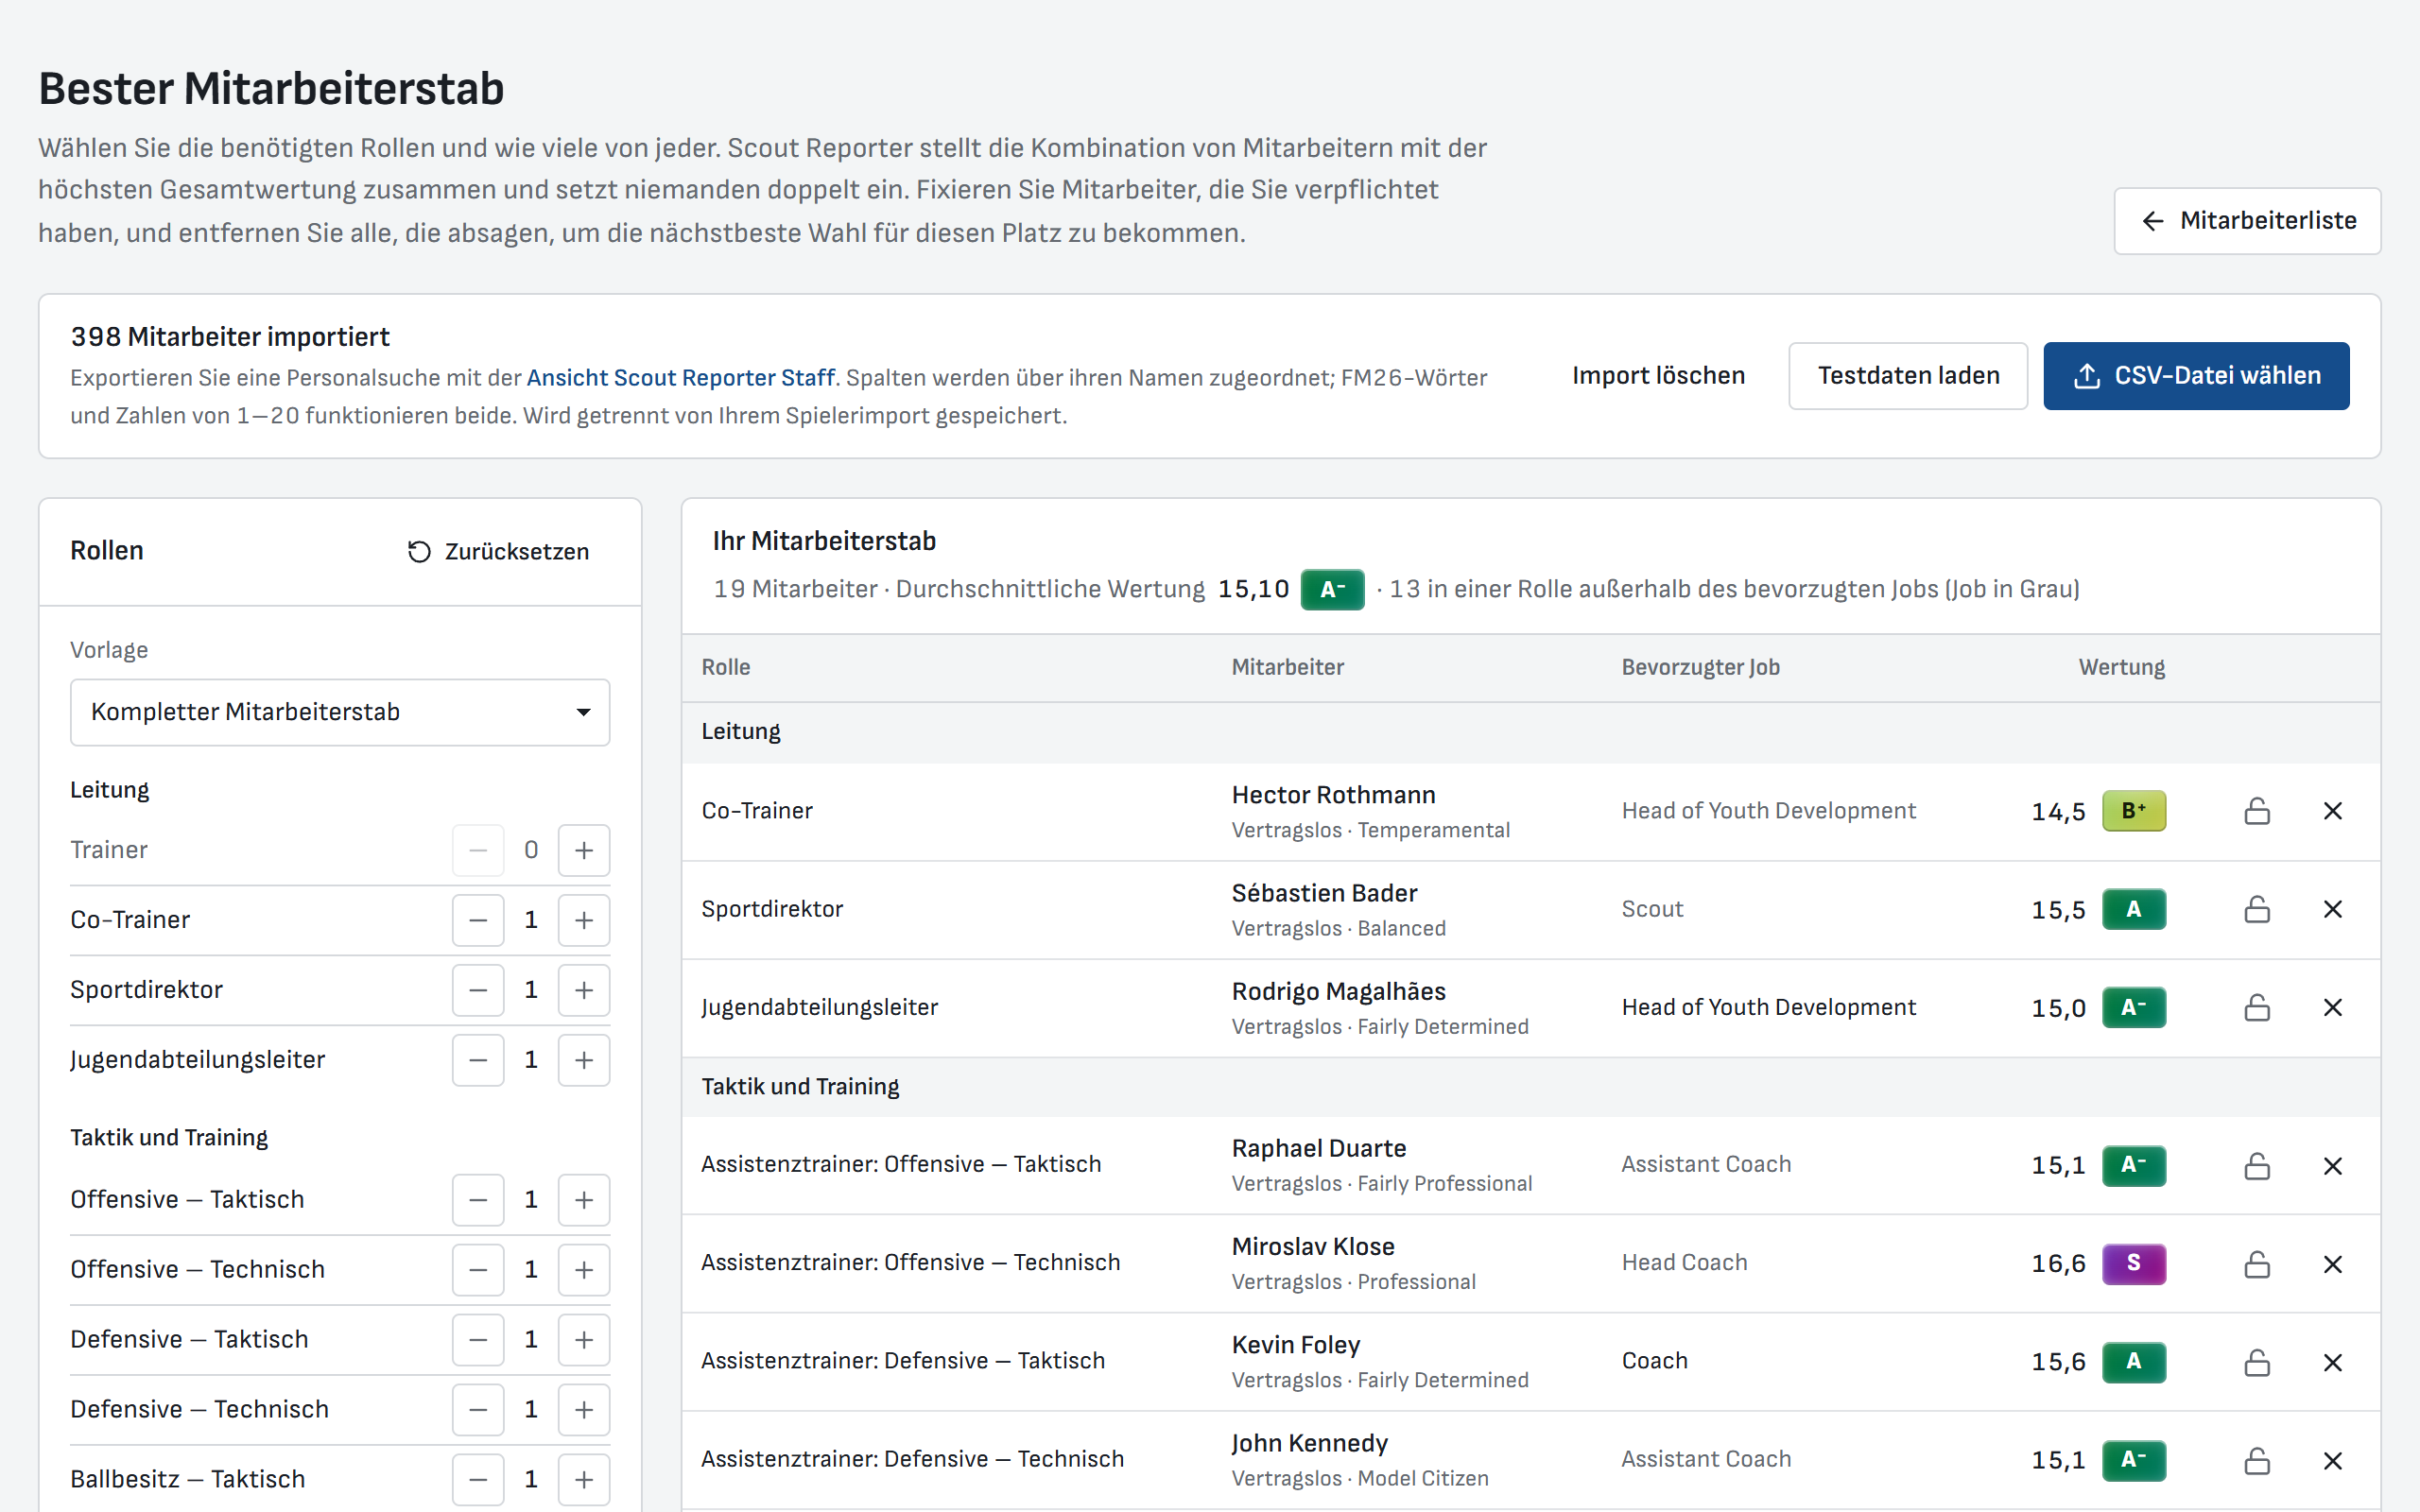 Bester Mitarbeiterstab
Wählen Sie die benötigten Rollen und wie viele von jeder. Scout Reporter stellt die Kombination von Mitarbeitern mit der
höchsten Gesamtwertung zusammen und setzt niemanden doppelt ein. Fixieren Sie Mitarbeiter, die Sie verpflichtet
haben, und entfernen Sie alle, die absagen, um die nächstbeste Wahl für diesen Platz zu bekommen.
Mitarbeiterliste
398 Mitarbeiter importiert
Exportieren Sie eine Personalsuche mit der Ansicht Scout Reporter Staff. Spalten werden über ihren Namen zugeordnet; FM26-Wörter
und Zahlen von 1–20 funktionieren beide. Wird getrennt von Ihrem Spielerimport gespeichert.
Import löschen
Testdaten laden
CSV-Datei wählen
Rollen
Zurücksetzen
Vorlage
Kompletter Mitarbeiterstab
Leitung
Trainer 0
Co-Trainer 1
Sportdirektor 1
Jugendabteilungsleiter 1
Taktik und Training
Offensive – Taktisch 1
Offensive – Technisch 1
Defensive – Taktisch 1
Defensive – Technisch 1
Ballbesitz – Taktisch 1
Ihr Mitarbeiterstab
19 Mitarbeiter · Durchschnittliche Wertung 15,10 A⁻ · 13 in einer Rolle außerhalb des bevorzugten Jobs (Job in Grau)
Rolle Mitarbeiter Bevorzugter Job Wertung
Leitung
Co-Trainer Hector Rothmann Head of Youth Development 14,5 B⁺
Vertragslos · Temperamental
Sportdirektor Sébastien Bader Scout 15,5 A
Vertragslos · Balanced
Jugendabteilungsleiter Rodrigo Magalhães Head of Youth Development 15,0 A⁻
Vertragslos · Fairly Determined
Taktik und Training
Assistenztrainer: Offensive – Taktisch Raphael Duarte Assistant Coach 15,1 A⁻
Vertragslos · Fairly Professional
Assistenztrainer: Offensive – Technisch Miroslav Klose Head Coach 16,6 S
Vertragslos · Professional
Assistenztrainer: Defensive – Taktisch Kevin Foley Coach 15,6 A
Vertragslos · Fairly Determined
Assistenztrainer: Defensive – Technisch John Kennedy Assistant Coach 15,1 A⁻
Vertragslos · Model Citizen